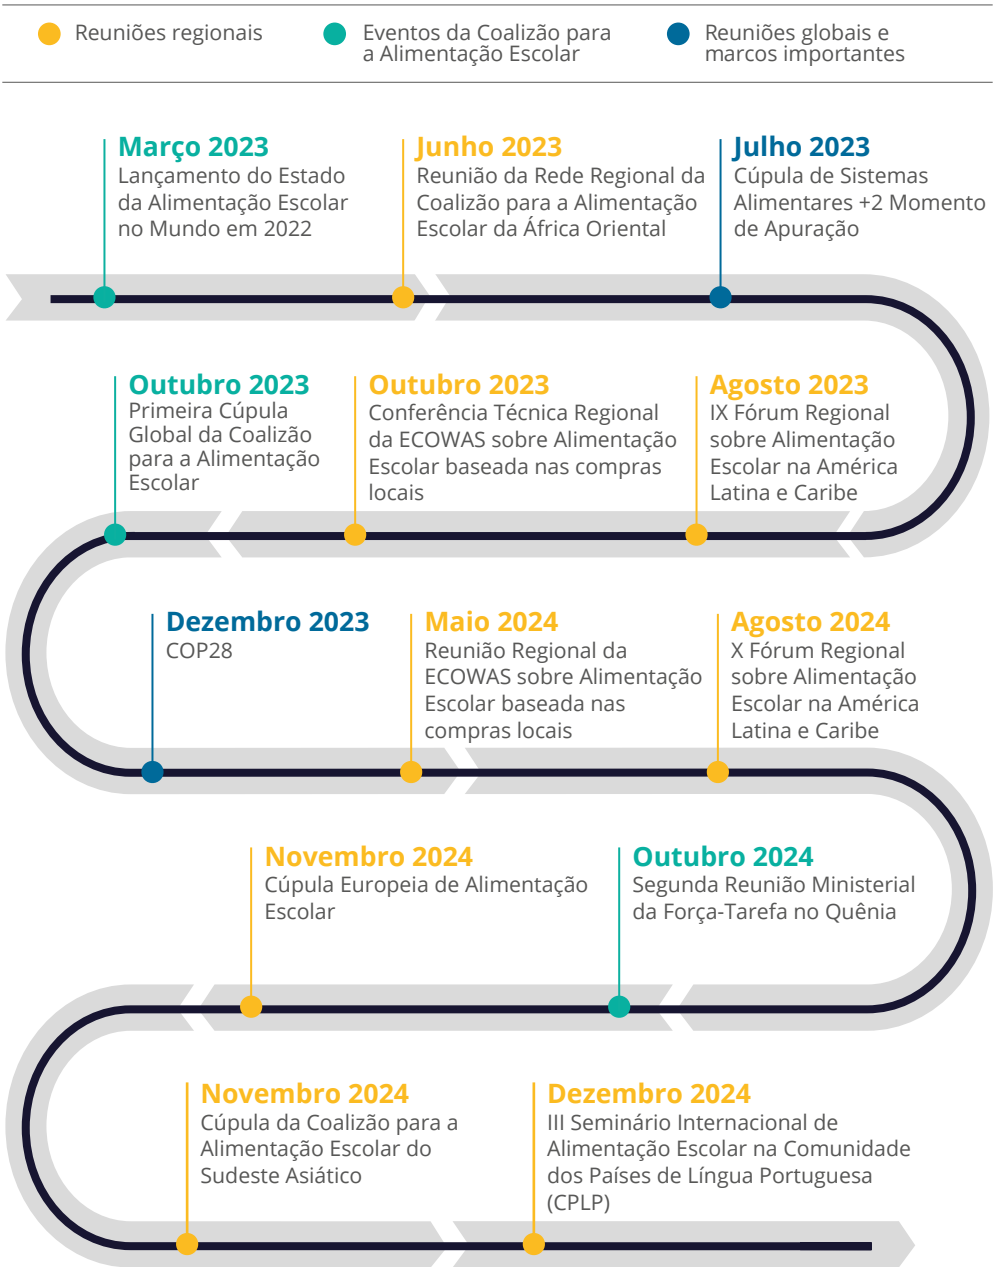 Reuniões regionais
Eventos da Coalizão para
a Alimentação Escolar
Reuniões globais e
marcos importantes
Março 2023
Lançamento do Estado
da Alimentação Escolar
no Mundo em 2022
Junho 2023
Reunião da Rede Regional da
Coalizão para a Alimentação
Escolar da África Oriental
Julho 2023
Cúpula de Sistemas
Alimentares +2 Momento
de Apuração
Outubro 2023
Primeira Cúpula
Global da Coalizão
para a Alimentação
Escolar
Outubro 2023
Conferência Técnica Regional
da ECOWAS sobre Alimentação
Escolar baseada nas compras
locais
Agosto 2023
IX Fórum Regional
sobre Alimentação
Escolar na América
Latina e Caribe
Dezembro 2023
COP28
Maio 2024
Reunião Regional da
ECOWAS sobre Alimentação
Escolar baseada nas
compras locais
Agosto 2024
X Fórum Regional
sobre Alimentação
Escolar na América
Latina e Caribe
Novembro 2024
Cúpula Europeia de Alimentação
Escolar
Outubro 2024
Segunda Reunião Ministerial
da Força-Tarefa no Quênia
Novembro 2024
Cúpula da Coalizão para a
Alimentação Escolar do
Sudeste Asiático
Dezembro 2024
III Seminário Internacional de
Alimentação Escolar na Comunidade
dos Países de Língua Portuguesa
(CPLP)